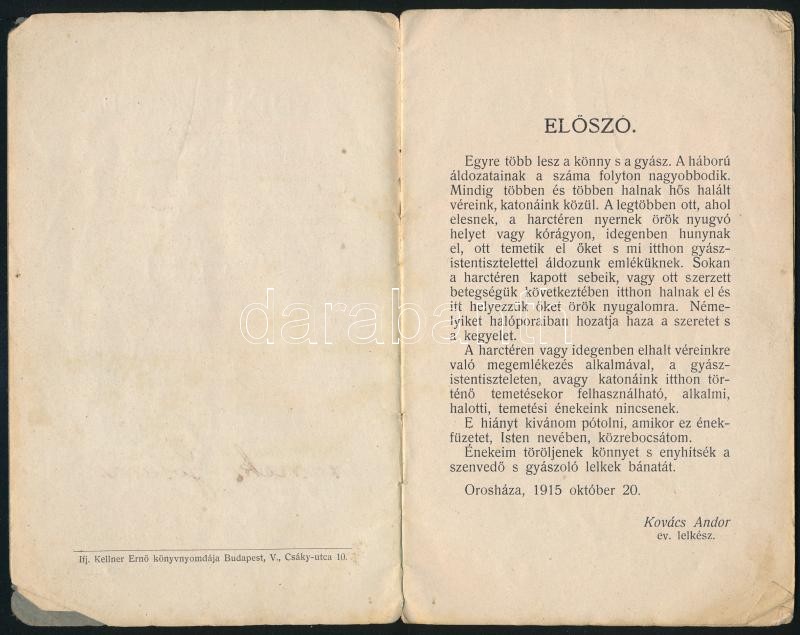 Ifj. Kellner Ernő könyvnyomdája Budapest, V., Csáky-utca 10.
ELŐSZÓ.
Egyre több lesz a könny s a gyász. A háború
áldozatainak a száma folyton nagyobbodik.
Mindig többen és többen halnak hős halált
véreink, katonáink közül. A legtöbben ott, ahol
elesnek, a harctéren nyernek örök nyugvó
helyet vagy kórágyon, idegenben hunynak
el, ott temetik el őket s mi itthon gyász-
istentisztelettel áldozunk emléküknek. Sokan
a harctéren kapott sebeik, vagy ott szerzett
betegségük következtében itthon halnak el és
itt helyezzük őket örök nyugalomra. Néme-
lyiket halóporaiban hozatja haza a szeretet s
a kegyelet.
A harctéren vagy idegenben elhalt véreinkre
való megemlékezés alkalmával, a gyász-
istentiszteleten, avagy katonáink itthon tör-
ténő temetésekor felhasználható, alkalmi,
halotti, temetési énekeink nincsenek.
E hiányt kivánom pótolni, amikor ez ének-
füzetet, Isten nevében, közrebocsátom.
Énekeim töröljenek könnyet s enyhítsék a
szenvedő s gyászoló lelkek bánatát.
Orosháza, 1915 október 20.
Kovács Andor
ev. lelkész.
darabanth